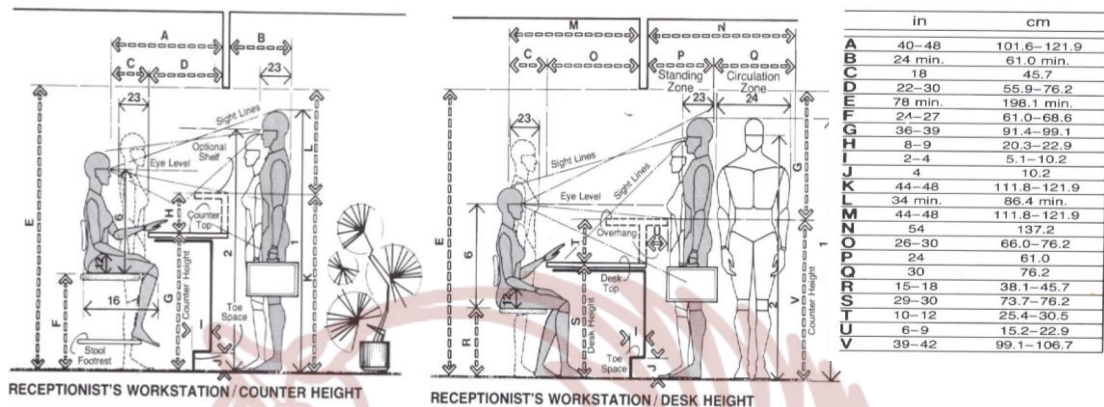 A
B
C
D
23
23
Sight Lines
Optional Shelf
Eye Level
Counter Top
E
L
H
6
2
1
K
12
16
G
Counter Height
F
I
J
Toe Space
Stool Footrest
RECEPTIONIST'S WORKSTATION/COUNTER HEIGHT
M
N
C
O
P
Q
Standing Zone
Circulation Zone
23
23
24
Sight Lines
Sight Lines
Eye Level
Overhang
E
G
T
U
6
2
1
12
Desk Top
R
S
Desk Height
I
J
Toe Space
V
Counter Height
RECEPTIONIST'S WORKSTATION/DESK HEIGHT
in cm
A 40–48 101.6–121.9
B 24 min. 61.0 min.
C 18 45.7
D 22–30 55.9–76.2
E 78 min. 198.1 min.
F 24–27 61.0–68.6
G 36–39 91.4–99.1
H 8–9 20.3–22.9
I 2–4 5.1–10.2
J 4 10.2
K 44–48 111.8–121.9
L 34 min. 86.4 min.
M 44–48 111.8–121.9
N 54 137.2
O 26–30 66.0–76.2
P 24 61.0
Q 30 76.2
R 15–18 38.1–45.7
S 29–30 73.7–76.2
T 10–12 25.4–30.5
U 6–9 15.2–22.9
V 39–42 99.1–106.7